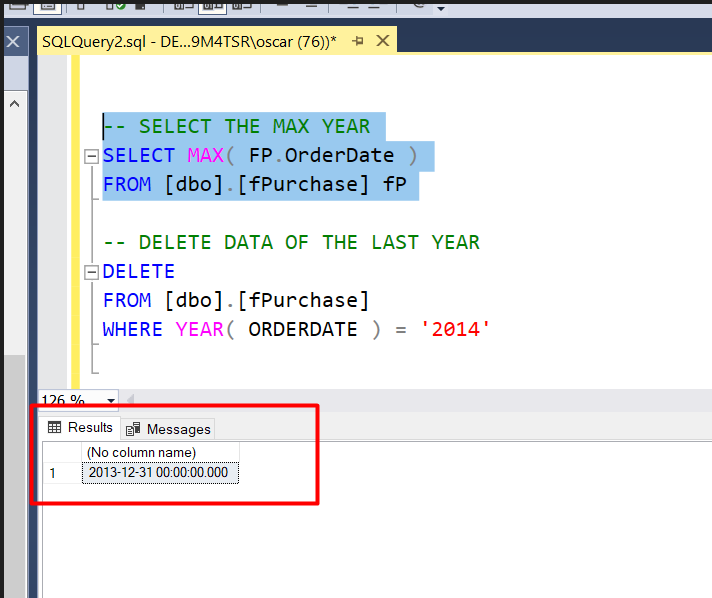 SQLQuery2.sql - DE...9M4TSR\oscar (76))*
-- SELECT THE MAX YEAR
SELECT MAX( FP.OrderDate )
FROM [dbo].[fPurchase] fP
-- DELETE DATA OF THE LAST YEAR
DELETE
FROM [dbo].[fPurchase]
WHERE YEAR( ORDERDATE ) = '2014'
126 %
Results Messages
(No column name)
1 2013-12-31 00:00:00.000